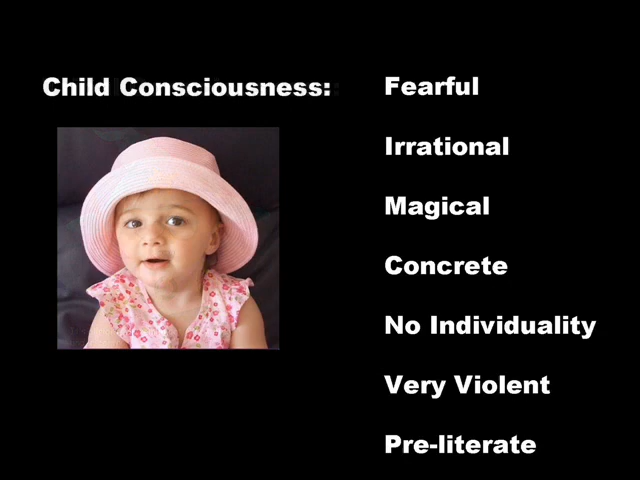 Child Consciousness:
Fearful
Irrational
Magical
Concrete
No Individuality
Very Violent
Pre-literate